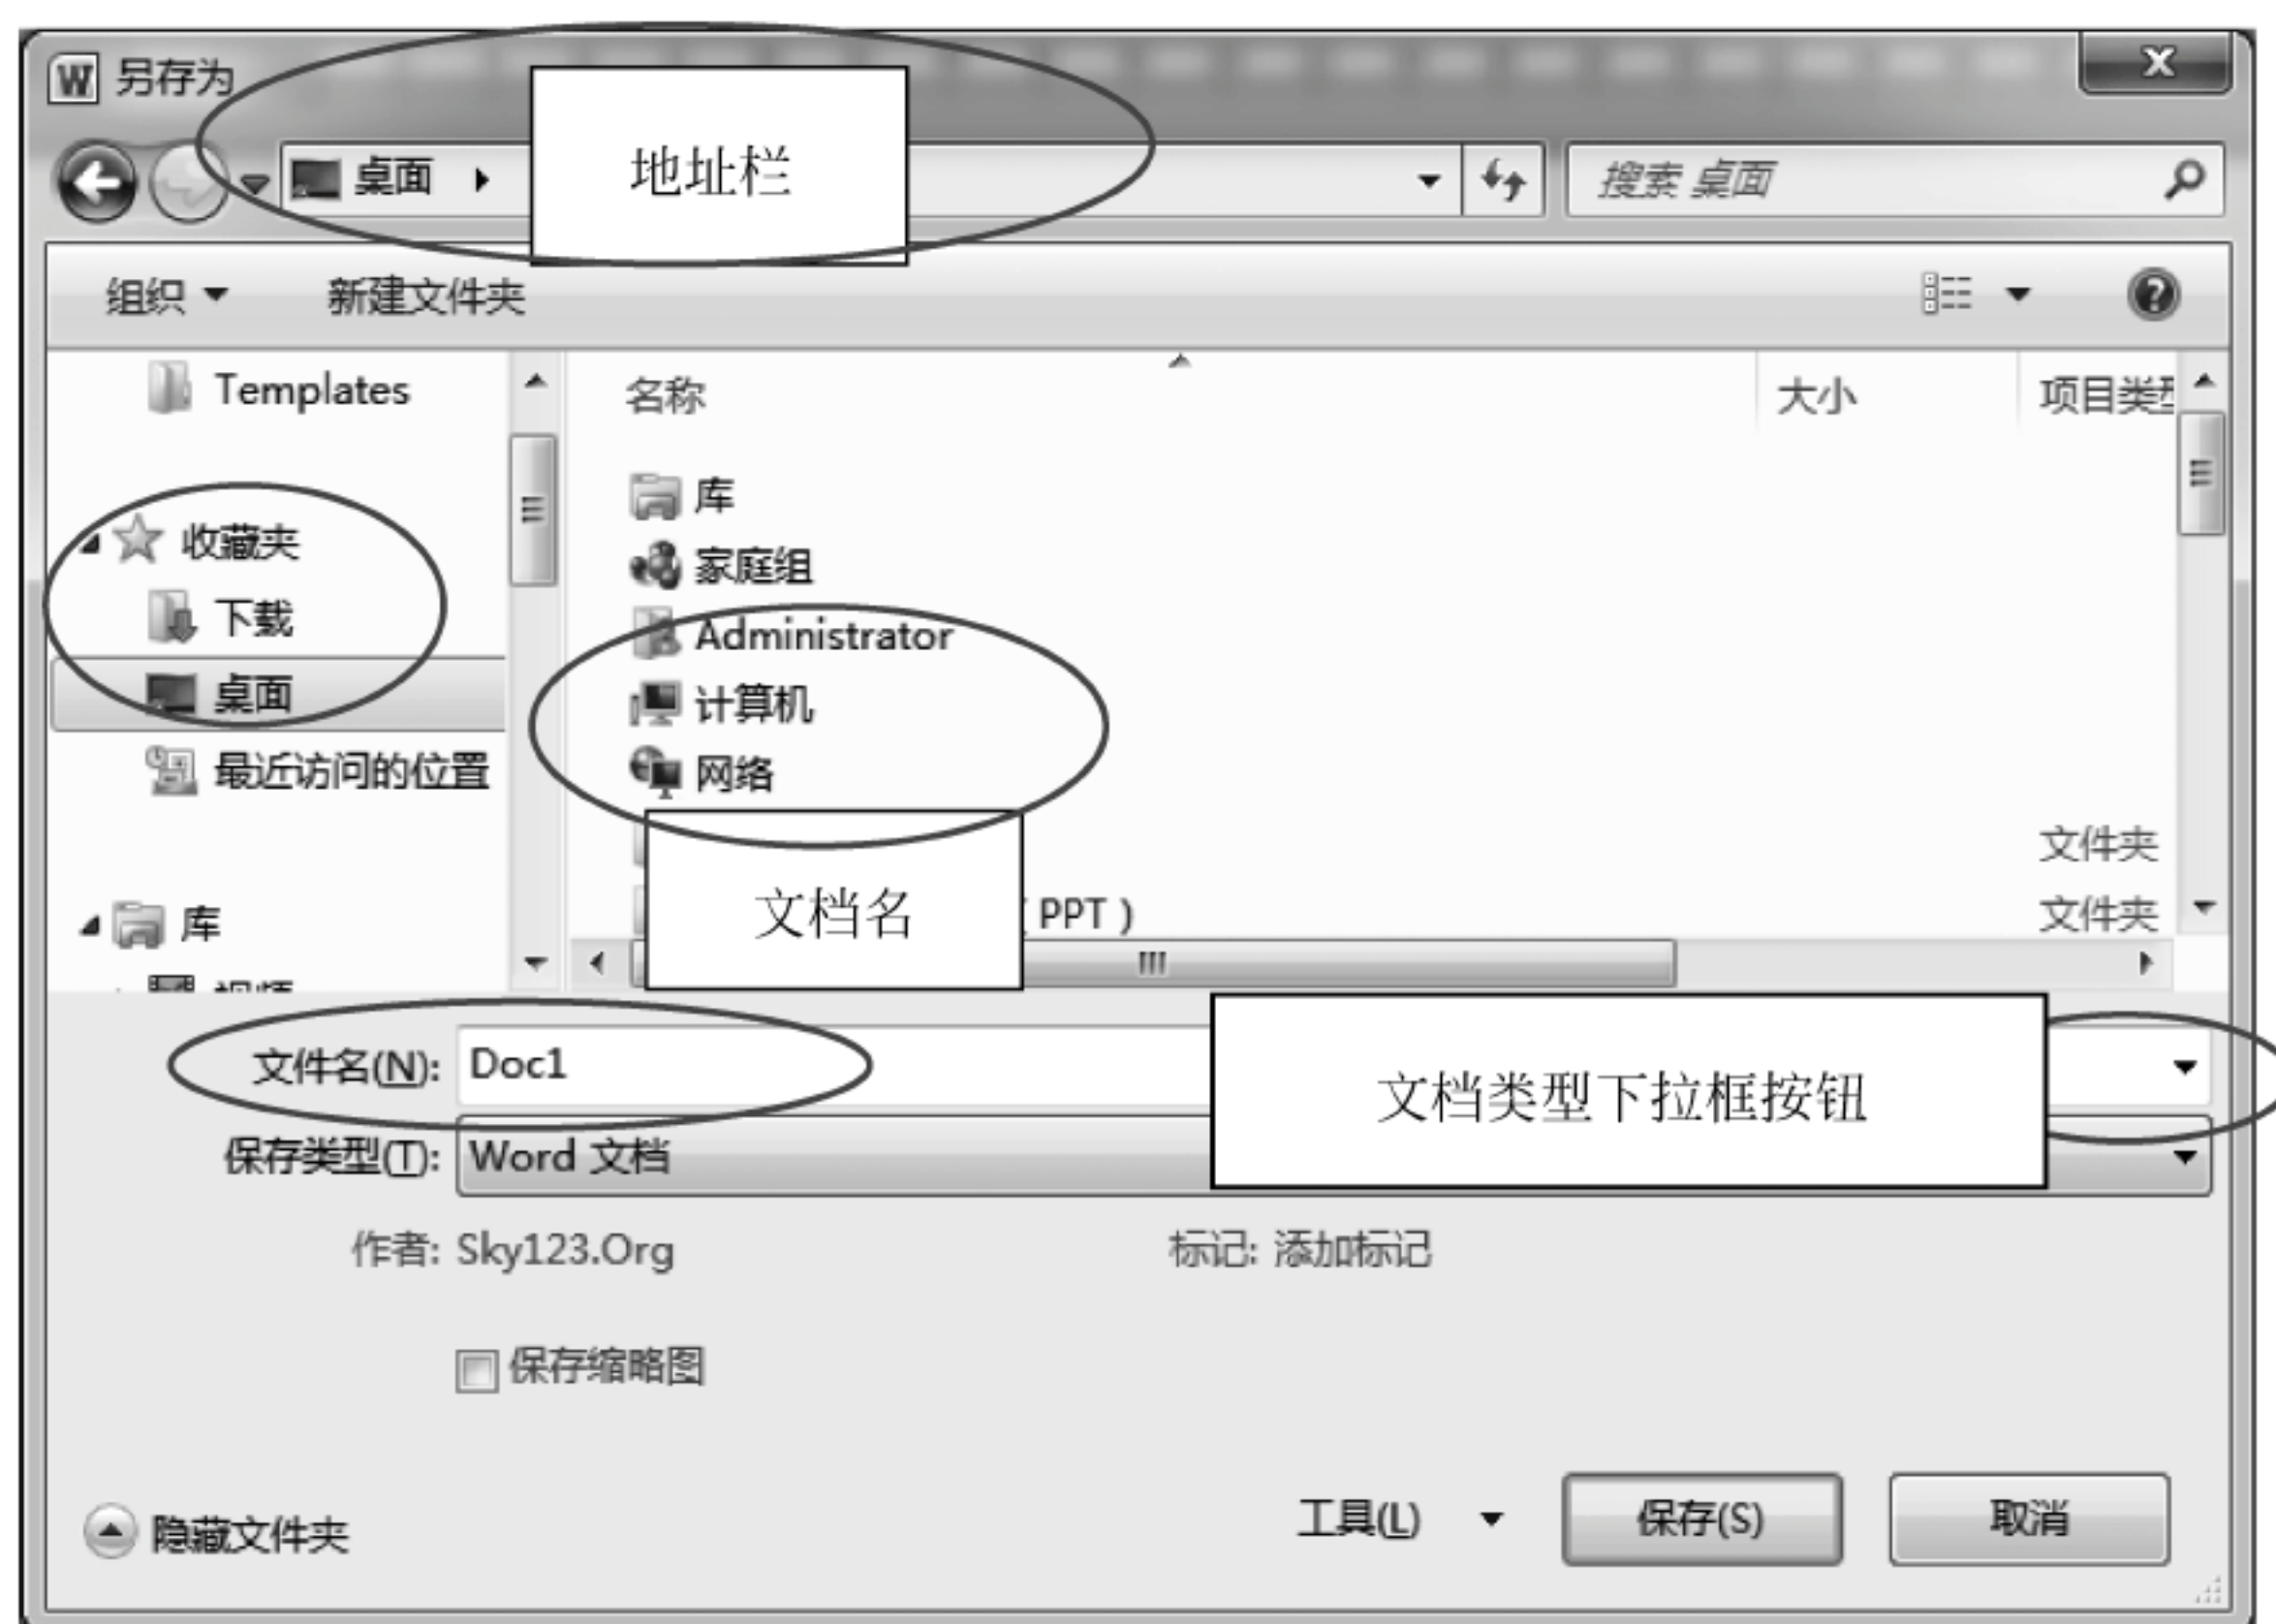 另存为
桌面
地址栏
搜索 桌面
组织
新建文件夹
Templates
名称
大小
项目类型
收藏夹
下载
桌面
最近访问的位置
库
库
家庭组
Administrator
计算机
网络
文件夹
文档名
PPT )
文件夹
文件名(N): Doc1
文档类型下拉框按钮
保存类型(T): Word 文档
作者: Sky123.Org
标记: 添加标记
保存缩略图
隐藏文件夹
工具(L)
保存(S)
取消